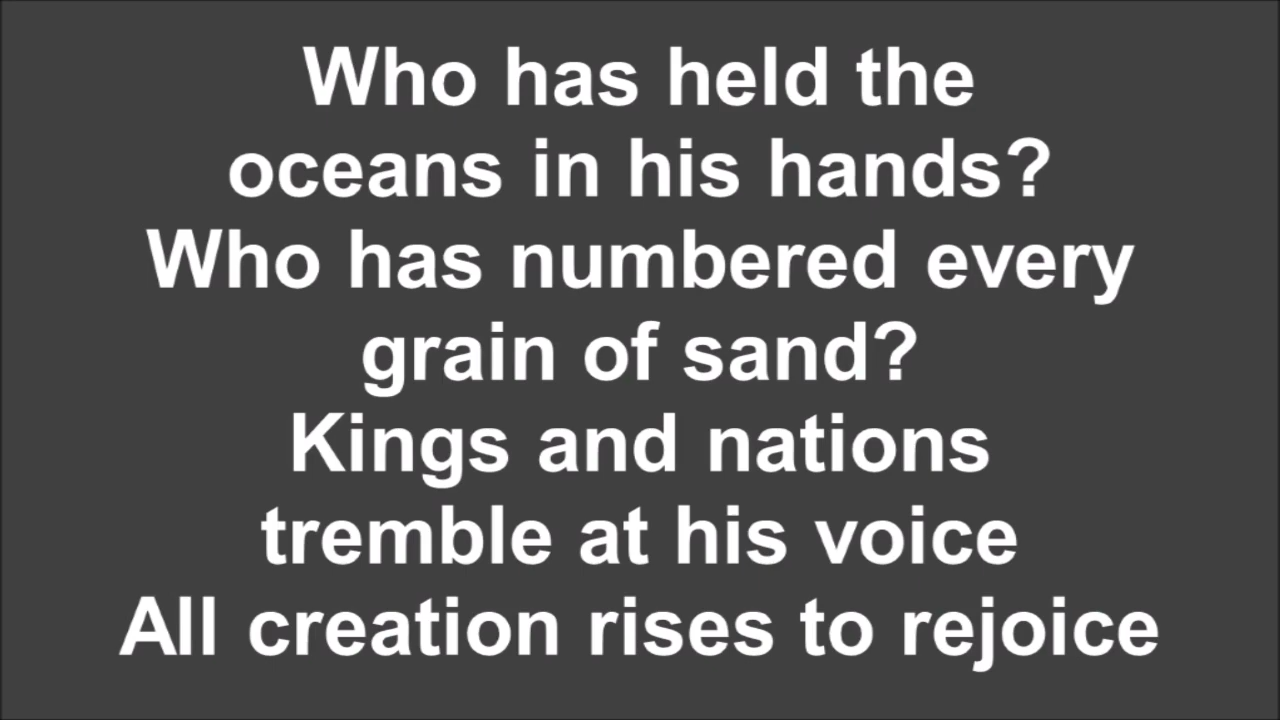 Who has held the
oceans in his hands?
Who has numbered every
grain of sand?
Kings and nations
tremble at his voice
All creation rises to rejoice